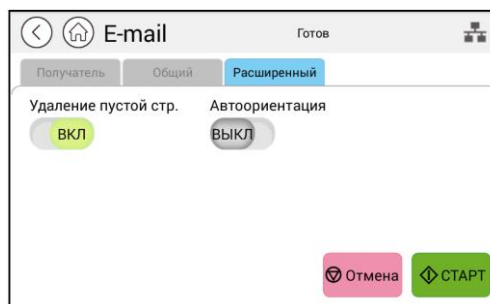 E-mail Готов
Получатель Общий Расширенный
Удаление пустой стр. Автоориентация
ВКЛ ВЫКЛ
Отмена СТАРТ